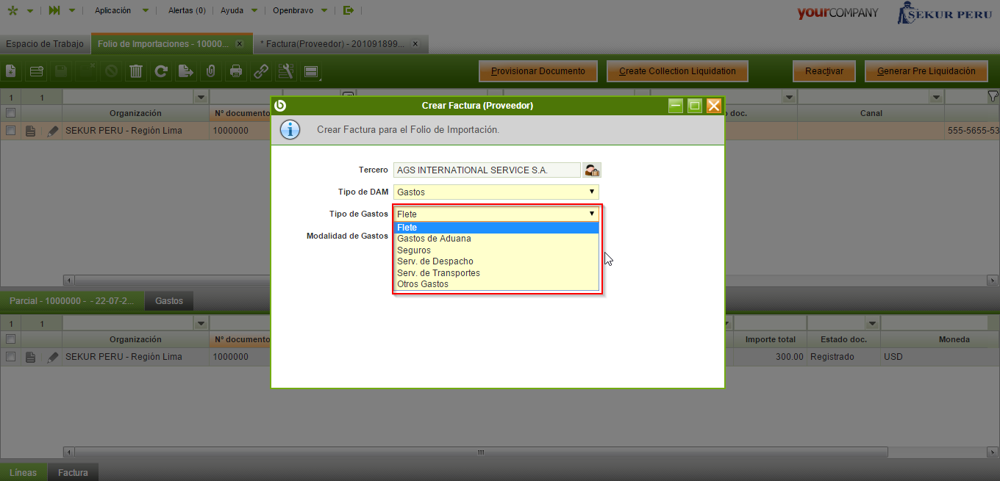 Aplicación Alertas (0) Ayuda Openbravo
yourCOMPANY SEKUR PERU
Espacio de Trabajo Folio de Importaciones - 10000... * Factura(Proveedor) - 201091899...
Provisionar Documento Create Collection Liquidation Reactivar Generar Pre Liquidación
1 1
Organización Nº documento doc. Canal
SEKUR PERU - Región Lima 1000000 555-5655-53
Crear Factura (Proveedor)
Crear Factura para el Folio de Importación.
Tercero AGS INTERNATIONAL SERVICE S.A.
Tipo de DAM Gastos
Tipo de Gastos Flete
Modalidad de Gastos
Flete
Gastos de Aduana
Seguros
Serv. de Despacho
Serv. de Transportes
Otros Gastos
Parcial - 1000000 - - 22-07-2... Gastos
1 1
Organización Nº documento Importe total Estado doc. Moneda
SEKUR PERU - Región Lima 1000000 300.00 Registrado USD
Líneas Factura